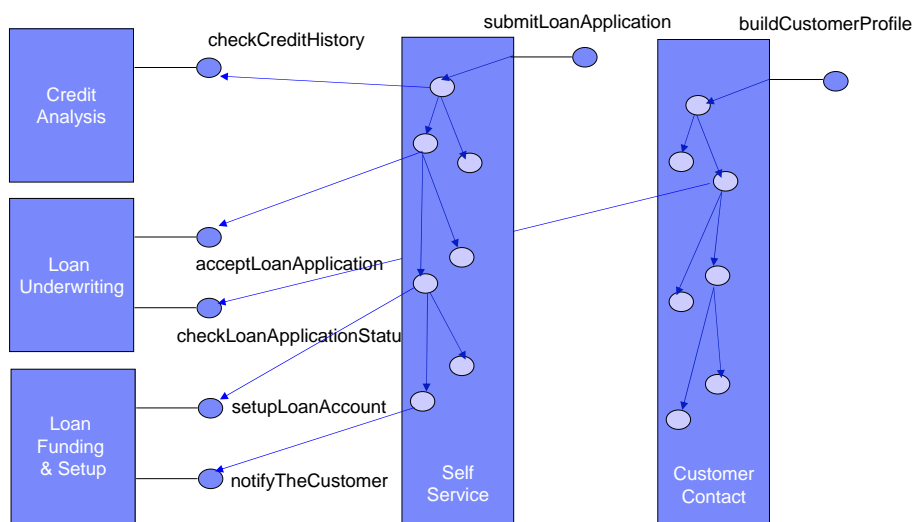 submitLoanApplication
buildCustomerProfile
checkCreditHistory
Credit
Analysis
acceptLoanApplication
Loan
Underwriting
checkLoanApplicationStatu
setupLoanAccount
Loan
Funding
& Setup
notifyTheCustomer
Self
Service
Customer
Contact